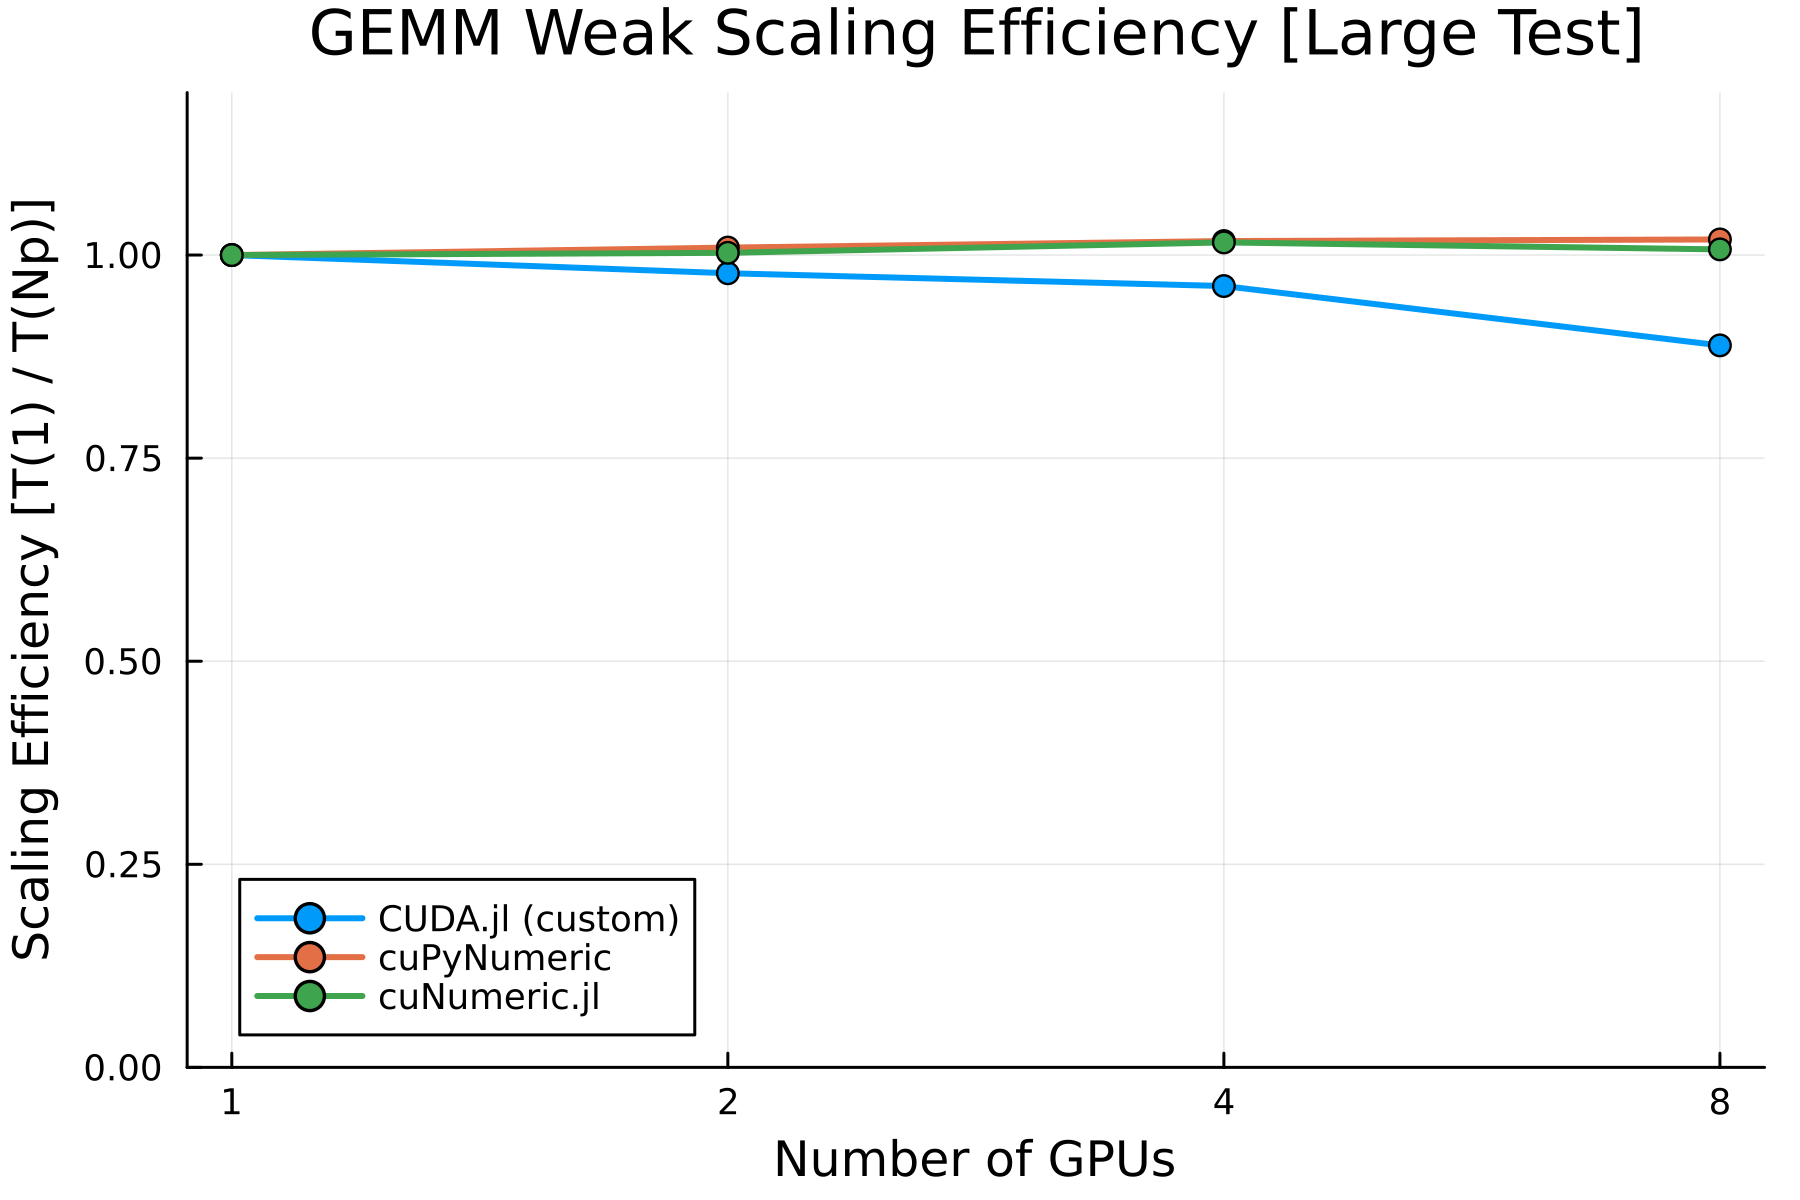 GEMM Weak Scaling Efficiency [Large Test]
Scaling Efficiency [T(1) / T(Np)]
1.00
0.75
0.50
0.25
0.00
CUDA.jl (custom)
cuPyNumeric
cuNumeric.jl
1 2 4 8
Number of GPUs